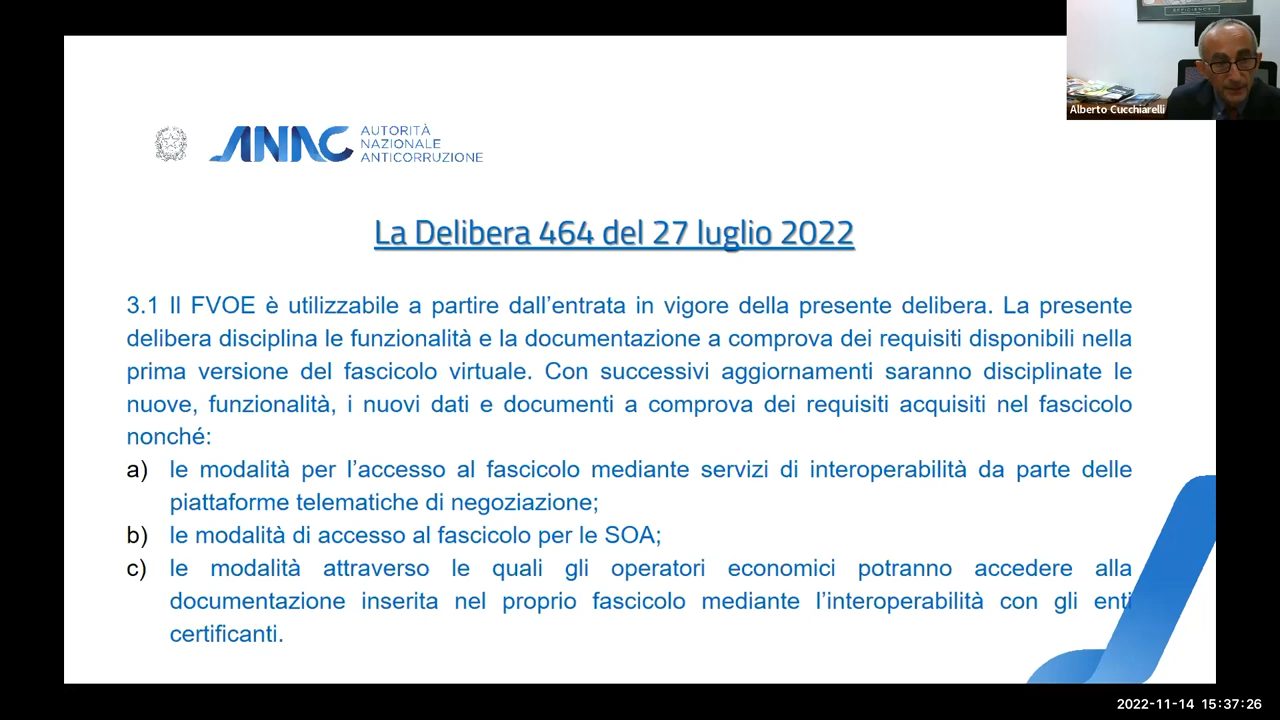 EFFICIENCY
Alberto Cucchiarelli
ANAC
AUTORITÀ
NAZIONALE
ANTICORRUZIONE
La Delibera 464 del 27 luglio 2022
3.1 Il FVOE è utilizzabile a partire dall’entrata in vigore della presente delibera. La presente
delibera disciplina le funzionalità e la documentazione a comprova dei requisiti disponibili nella
prima versione del fascicolo virtuale. Con successivi aggiornamenti saranno disciplinate le
nuove, funzionalità, i nuovi dati e documenti a comprova dei requisiti acquisiti nel fascicolo
nonché:
a) le modalità per l’accesso al fascicolo mediante servizi di interoperabilità da parte delle
piattaforme telematiche di negoziazione;
b) le modalità di accesso al fascicolo per le SOA;
c) le modalità attraverso le quali gli operatori economici potranno accedere alla
documentazione inserita nel proprio fascicolo mediante l’interoperabilità con gli enti
certificanti.
2022-11-14 15:37:26